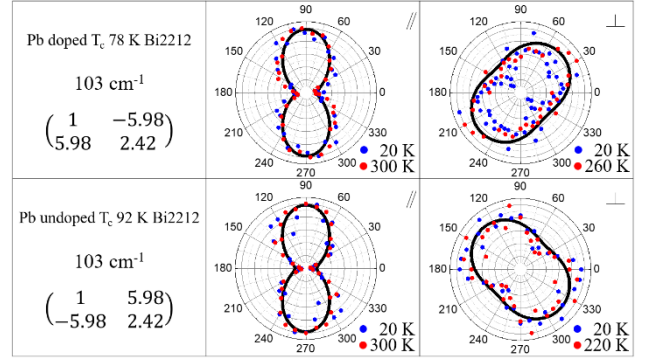 Pb doped Tc 78 K Bi2212
103 cm-1
( 1 −5.98 )
( 5.98 2.42 )
//
90
120 60
150 30
180 0
210 330
240 300
270
20 K
300 K
⊥
90
120 60
150 30
180 0
210 330
240 300
270
20 K
260 K
Pb undoped Tc 92 K Bi2212
103 cm-1
( 1 5.98 )
( −5.98 2.42 )
//
90
120 60
150 30
180 0
210 330
240 300
270
20 K
300 K
⊥
90
120 60
150 30
180 0
210 330
240 300
270
20 K
220 K